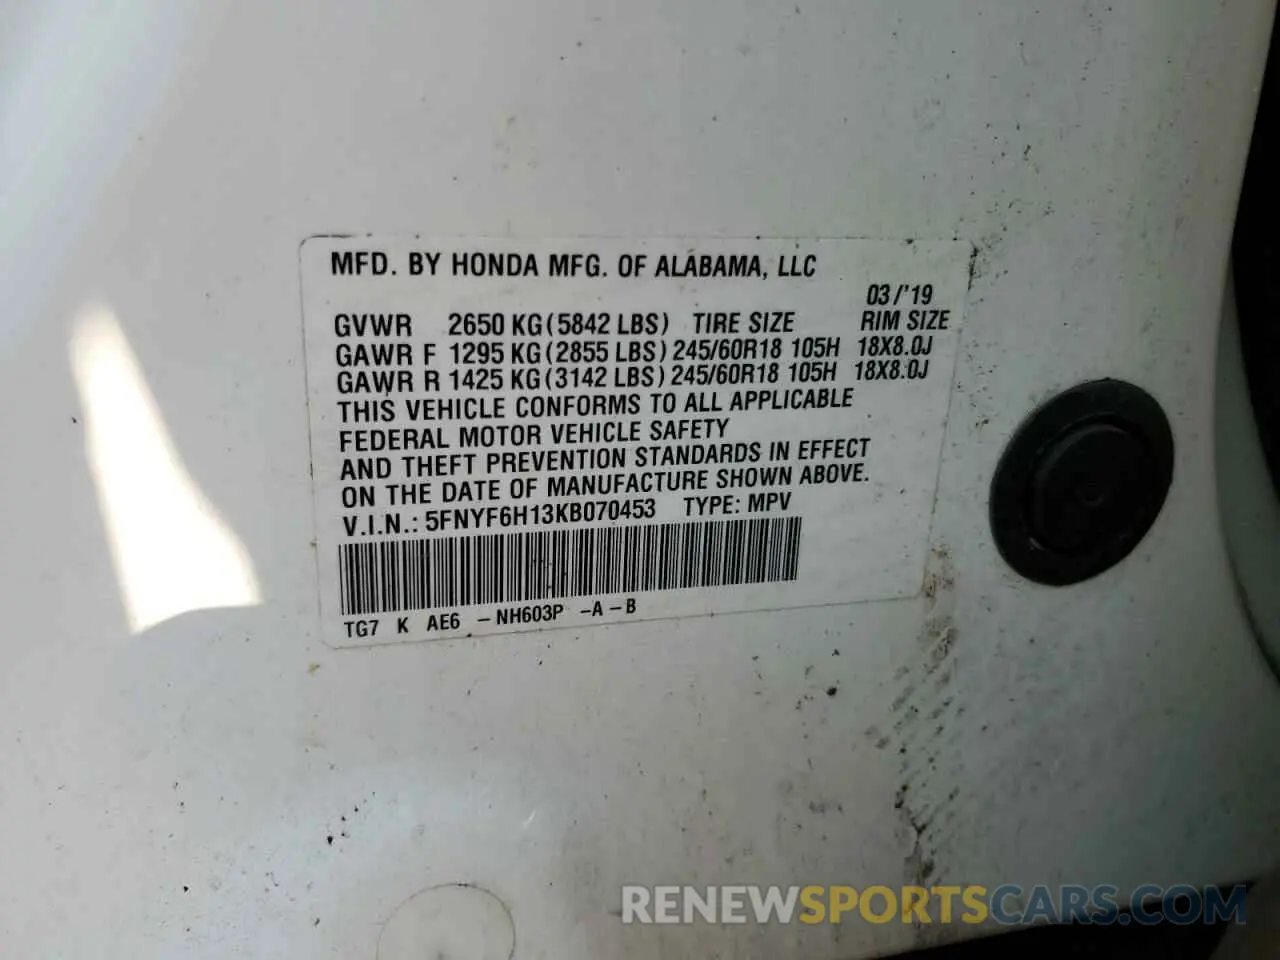 MFD. BY HONDA MFG. OF ALABAMA, LLC
03/'19
GVWR 2650 KG(5842 LBS) TIRE SIZE RIM SIZE
GAWR F 1295 KG(2855 LBS) 245/60R18 105H 18X8.0J
GAWR R 1425 KG(3142 LBS) 245/60R18 105H 18X8.0J
THIS VEHICLE CONFORMS TO ALL APPLICABLE
FEDERAL MOTOR VEHICLE SAFETY
AND THEFT PREVENTION STANDARDS IN EFFECT
ON THE DATE OF MANUFACTURE SHOWN ABOVE.
V.I.N.: 5FNYF6H13KB070453 TYPE: MPV
TG7 K AE6 -NH603P -A-B
RENEWSPORTSCARS.COM